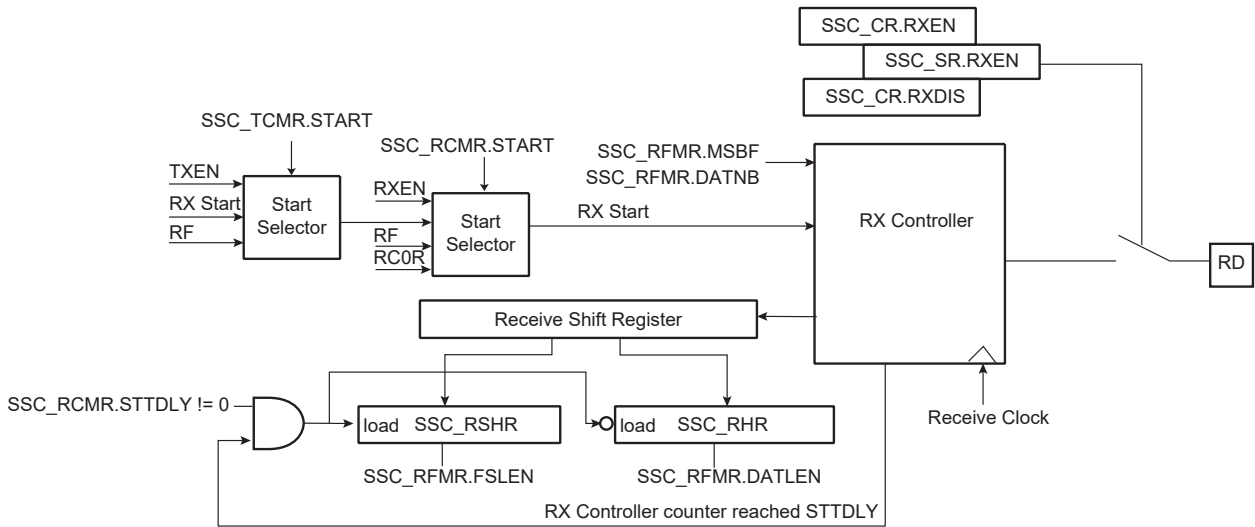 SSC_CR.RXEN
SSC_SR.RXEN
SSC_CR.RXDIS
SSC_TCMR.START
SSC_RCMR.START
SSC_RFMR.MSBF
SSC_RFMR.DATNB
TXEN
RX Start
RF
Start
Selector
RXEN
RF
RC0R
Start
Selector
RX Start
RX Controller
RD
Receive Shift Register
SSC_RCMR.STTDLY != 0
load SSC_RSHR
load SSC_RHR
Receive Clock
SSC_RFMR.FSLEN
SSC_RFMR.DATLEN
RX Controller counter reached STTDLY